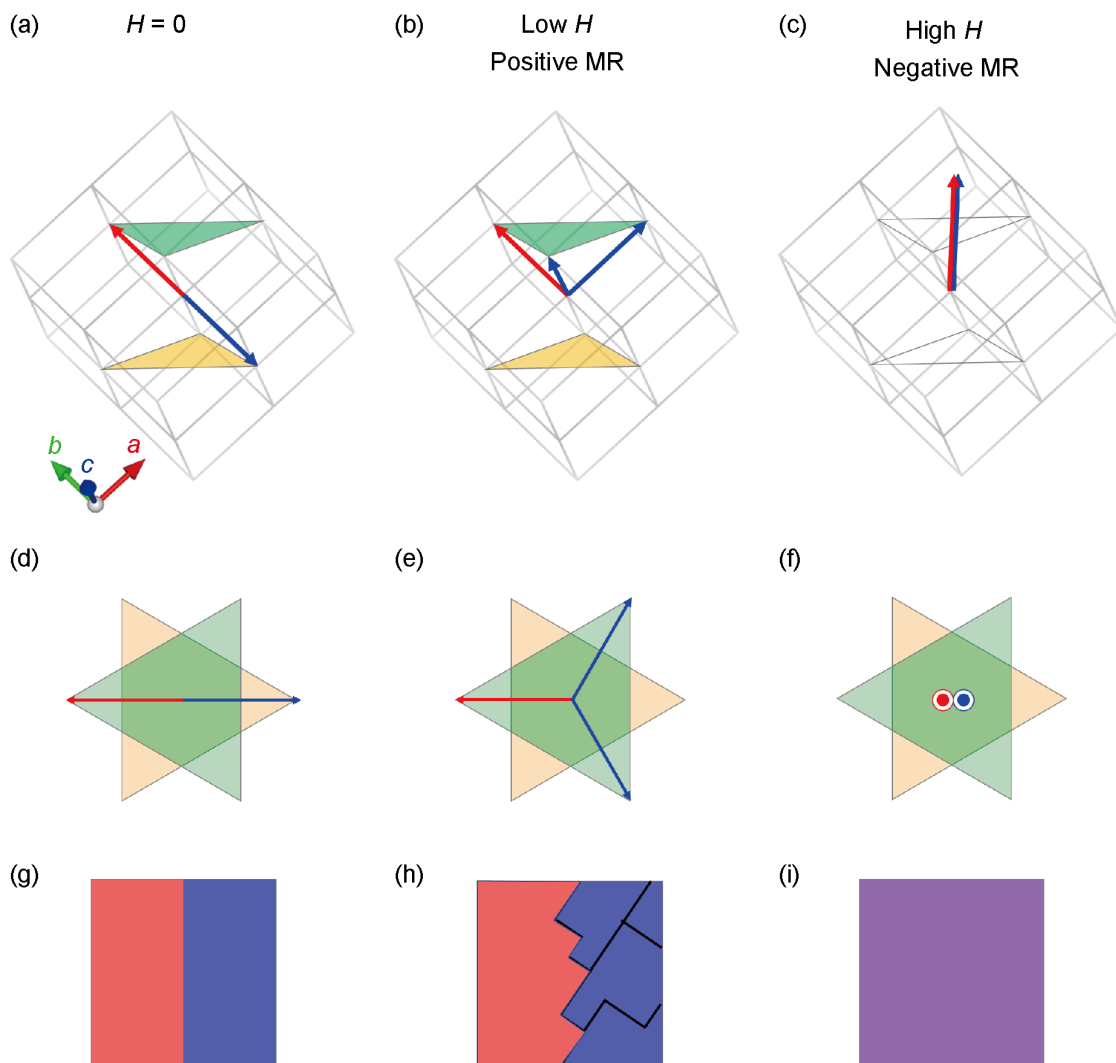 (a)
H = 0
(b)
Low H
Positive MR
(c)
High H
Negative MR
b
c
a
(d)
(e)
(f)
(g)
(h)
(i)